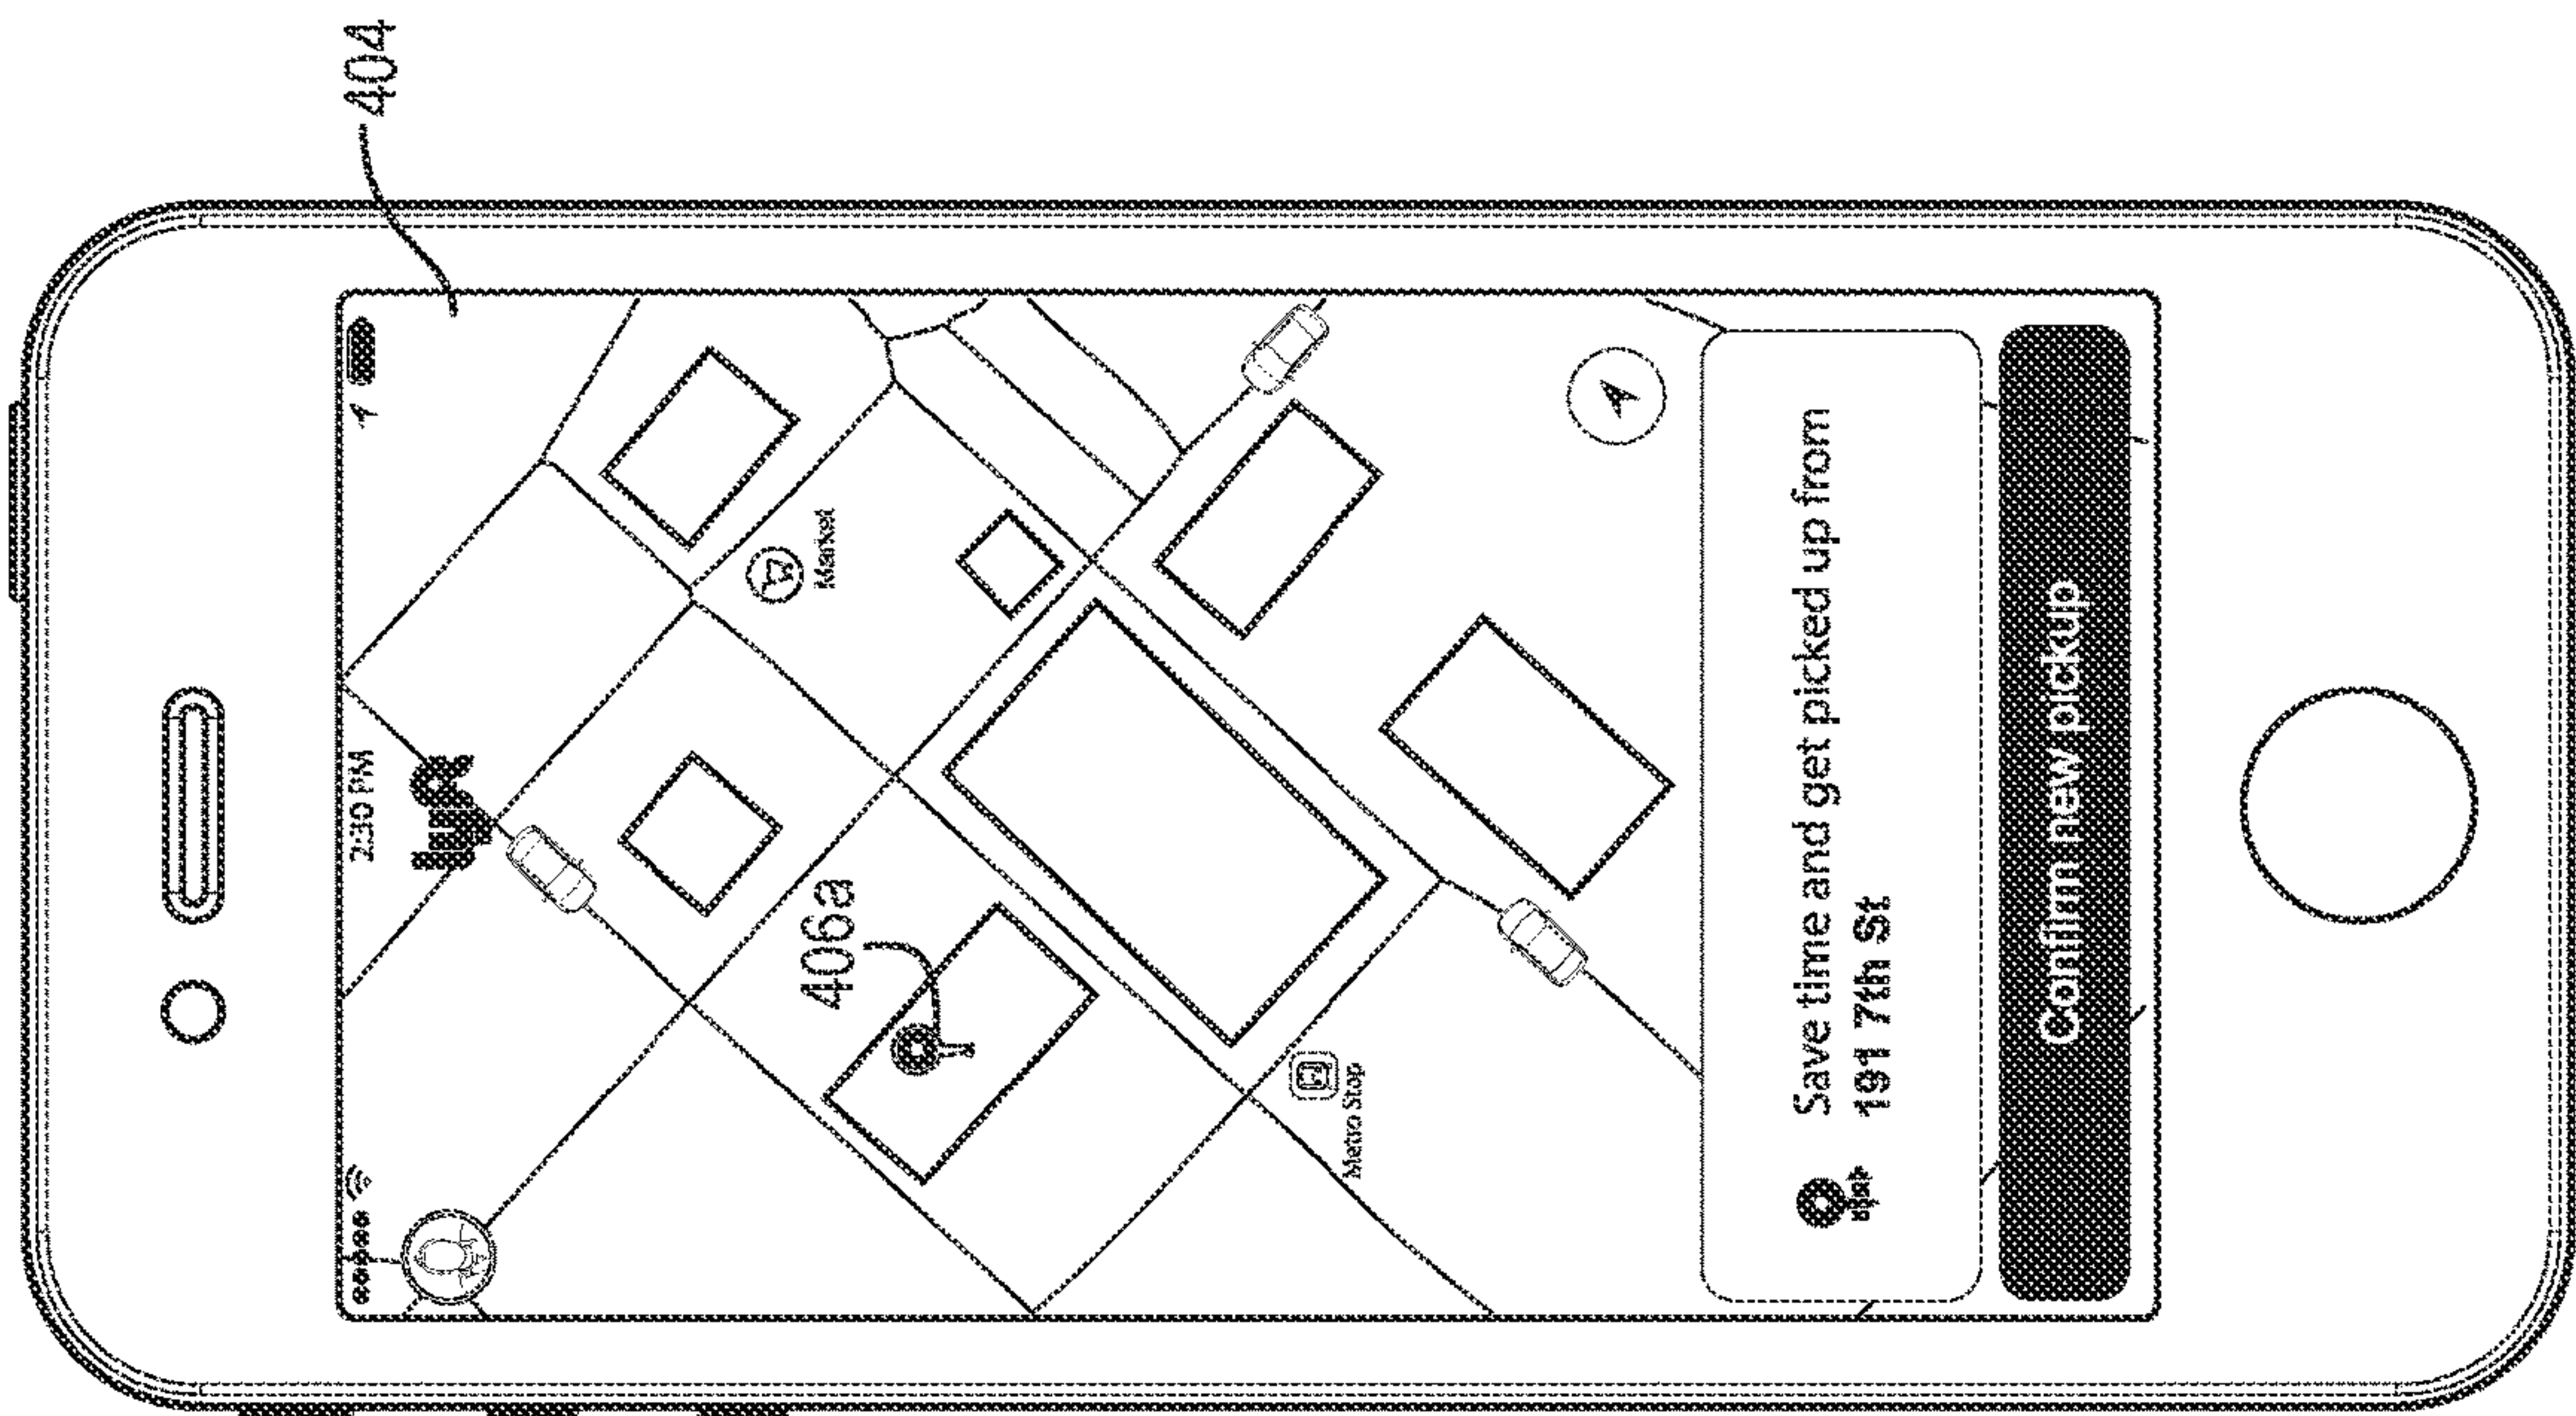 404
2:30 PM
lyft
Market
406a
Metro Stop
Save time and get picked up from
191 7th St
Confirm new pickup